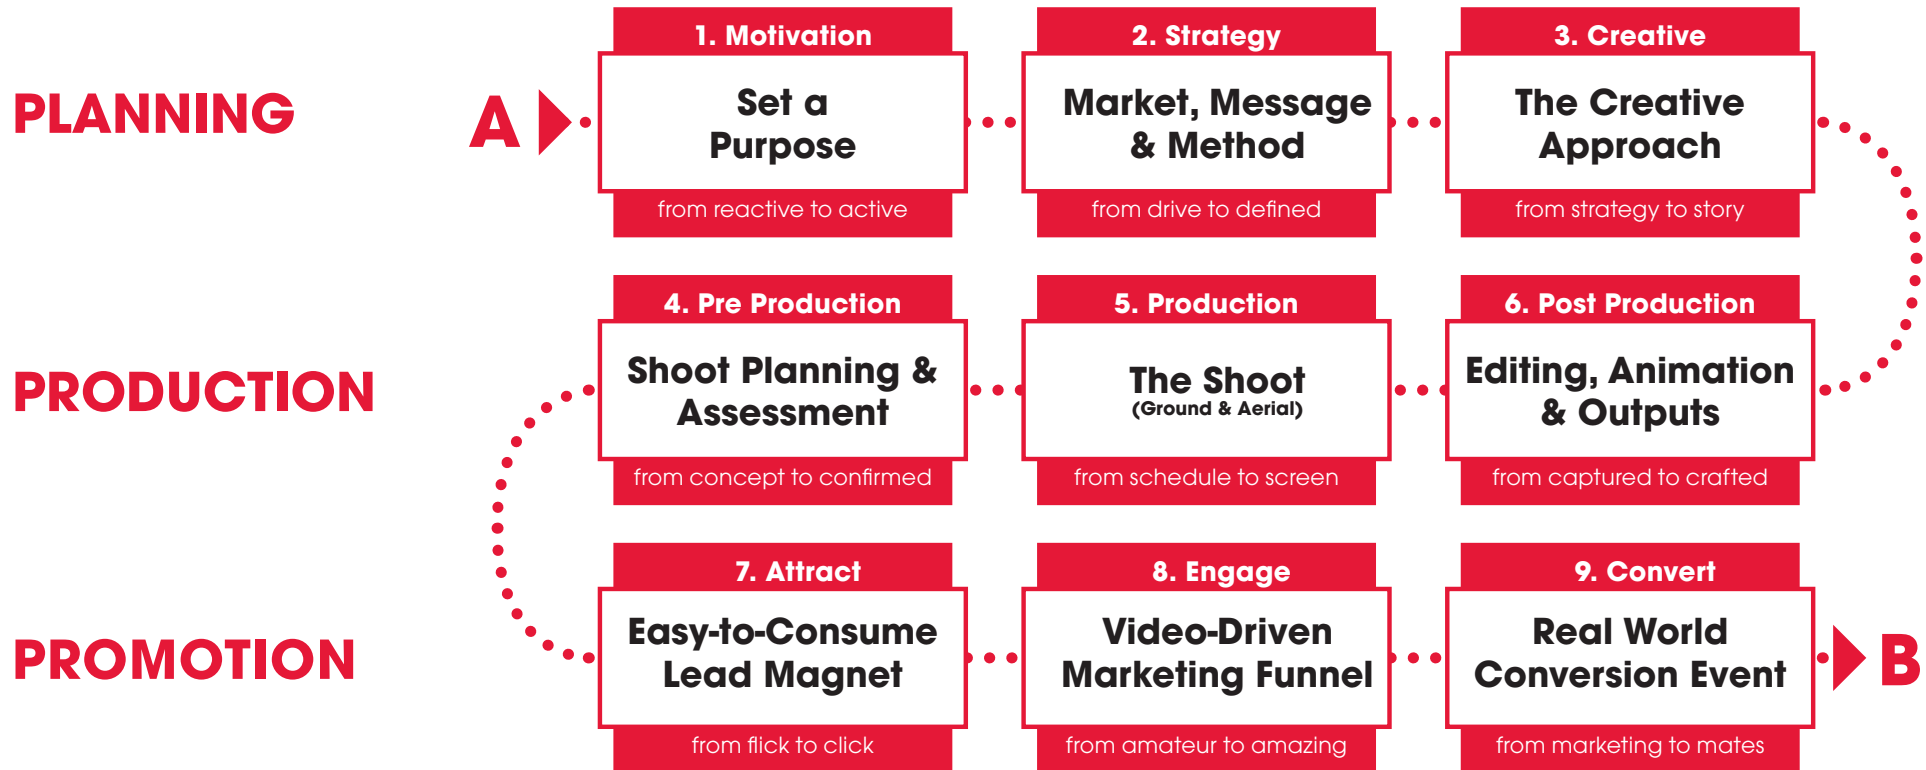 PLANNING
A
1. Motivation
Set a
Purpose
from reactive to active
2. Strategy
Market, Message
& Method
from drive to defined
3. Creative
The Creative
Approach
from strategy to story
PRODUCTION
4. Pre Production
Shoot Planning &
Assessment
from concept to confirmed
5. Production
The Shoot
(Ground & Aerial)
from schedule to screen
6. Post Production
Editing, Animation
& Outputs
from captured to crafted
PROMOTION
7. Attract
Easy-to-Consume
Lead Magnet
from flick to click
8. Engage
Video-Driven
Marketing Funnel
from amateur to amazing
9. Convert
Real World
Conversion Event
from marketing to mates
B